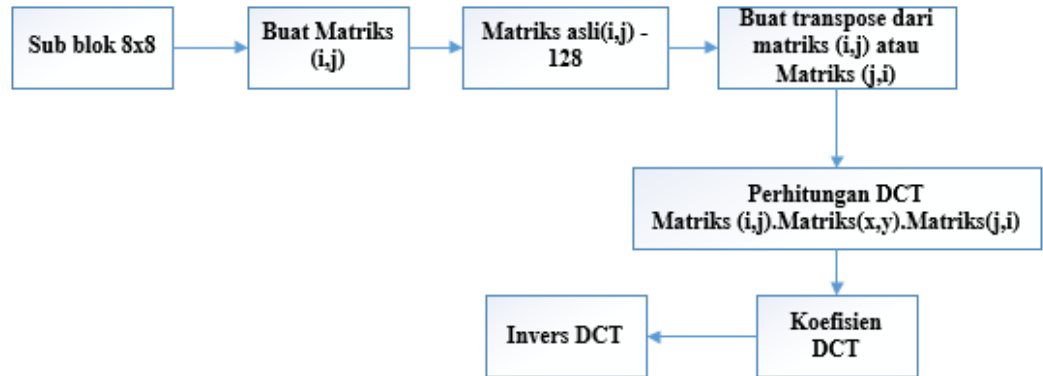 Sub blok 8x8
Buat Matriks
(i,j)
Matriks asli(i,j) -
128
Buat transpose dari
matriks (i,j) atau
Matriks (j,i)
Perhitungan DCT
Matriks (i,j).Matriks(x,y).Matriks(j,i)
Koefisien
DCT
Invers DCT